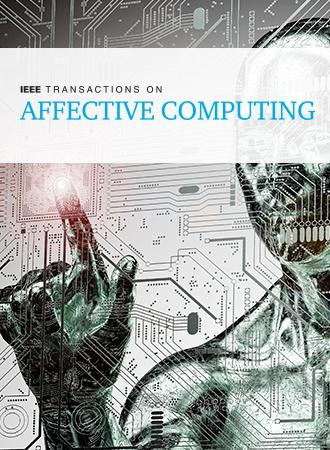 IEEE TRANSACTIONS ON
AFFECTIVE COMPUTING